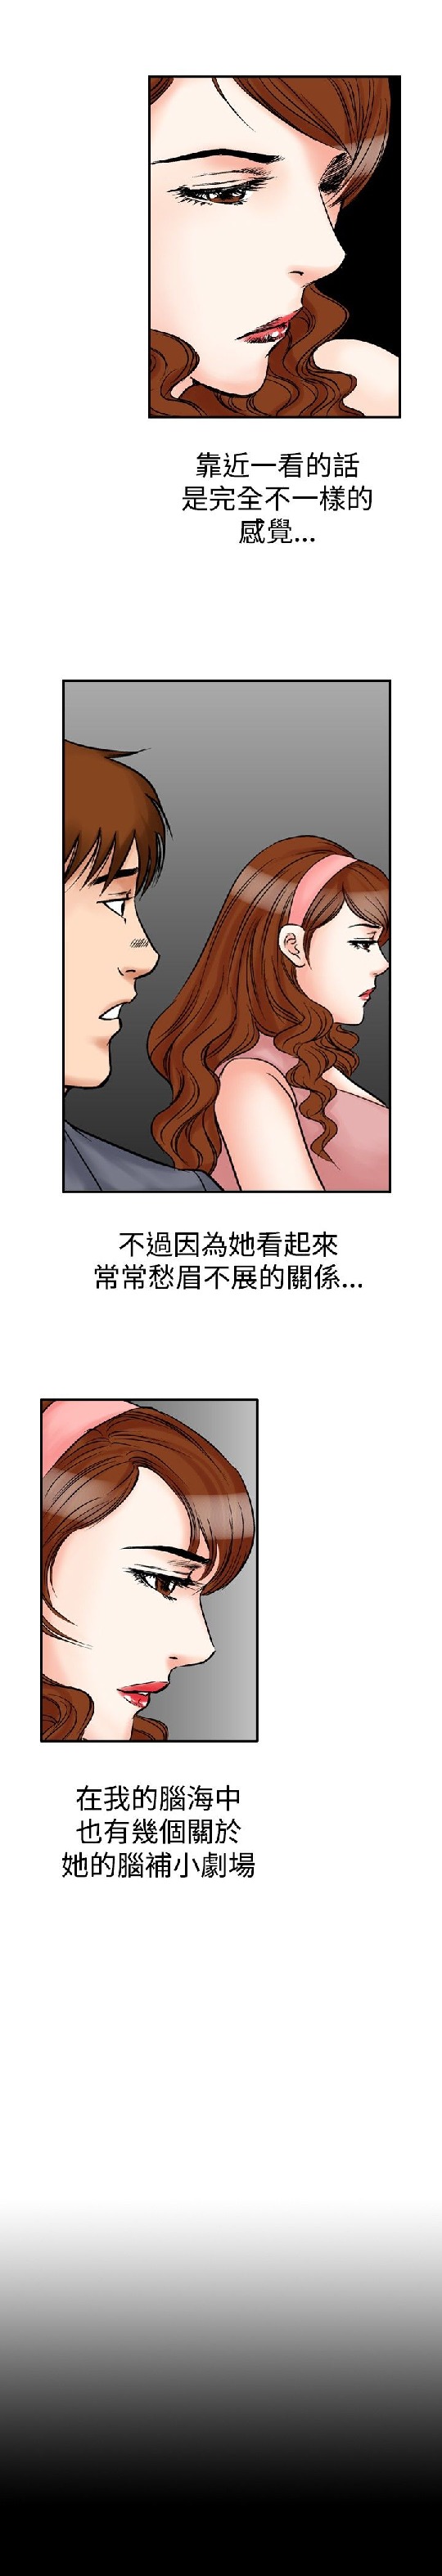 靠近一看的話
是完全不一樣的
感覺...
不過因為她看起來
常常愁眉不展的關係...
在我的腦海中
也有幾個關於
她的腦補小劇場